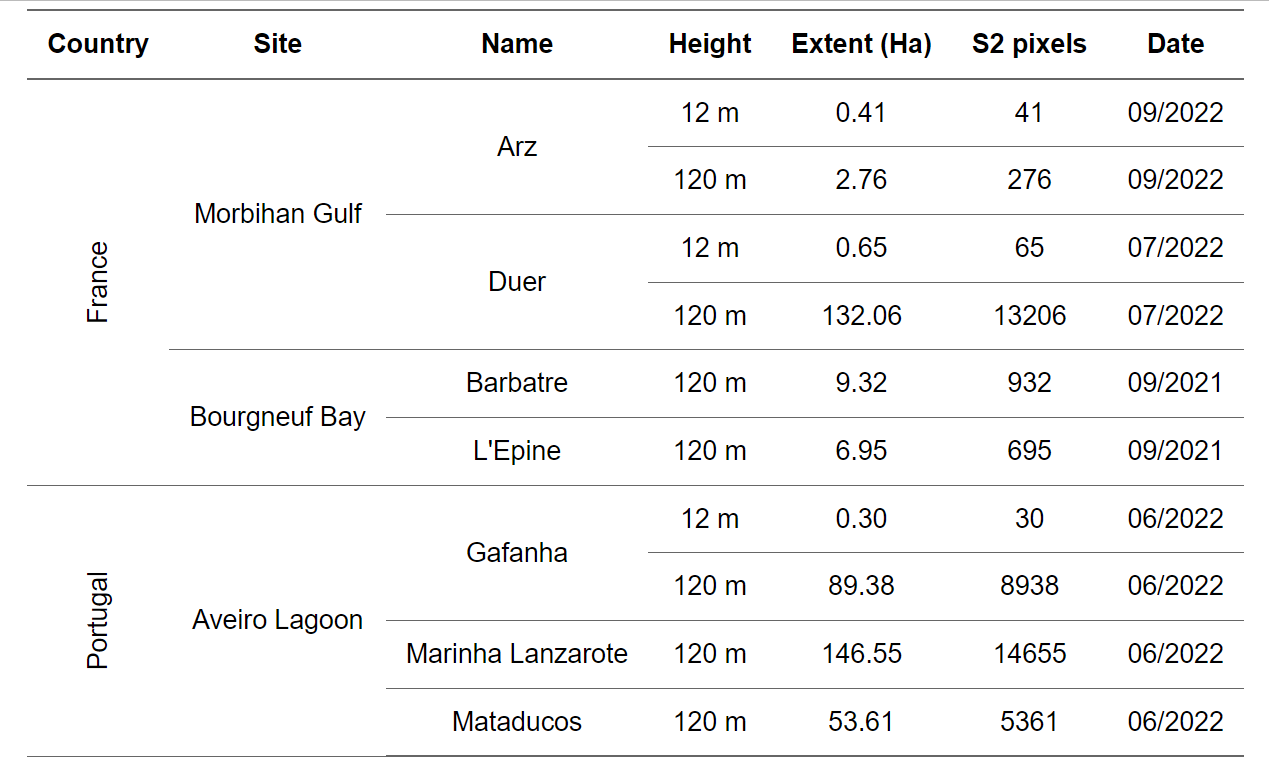 Country Site Name Height Extent (Ha) S2 pixels Date
France Morbihan Gulf Arz 12 m 0.41 41 09/2022
120 m 2.76 276 09/2022
Duer 12 m 0.65 65 07/2022
120 m 132.06 13206 07/2022
Bourgneuf Bay Barbatre 120 m 9.32 932 09/2021
L'Epine 120 m 6.95 695 09/2021
Portugal Aveiro Lagoon Gafanha 12 m 0.30 30 06/2022
120 m 89.38 8938 06/2022
Marinha Lanzarote 120 m 146.55 14655 06/2022
Mataducos 120 m 53.61 5361 06/2022